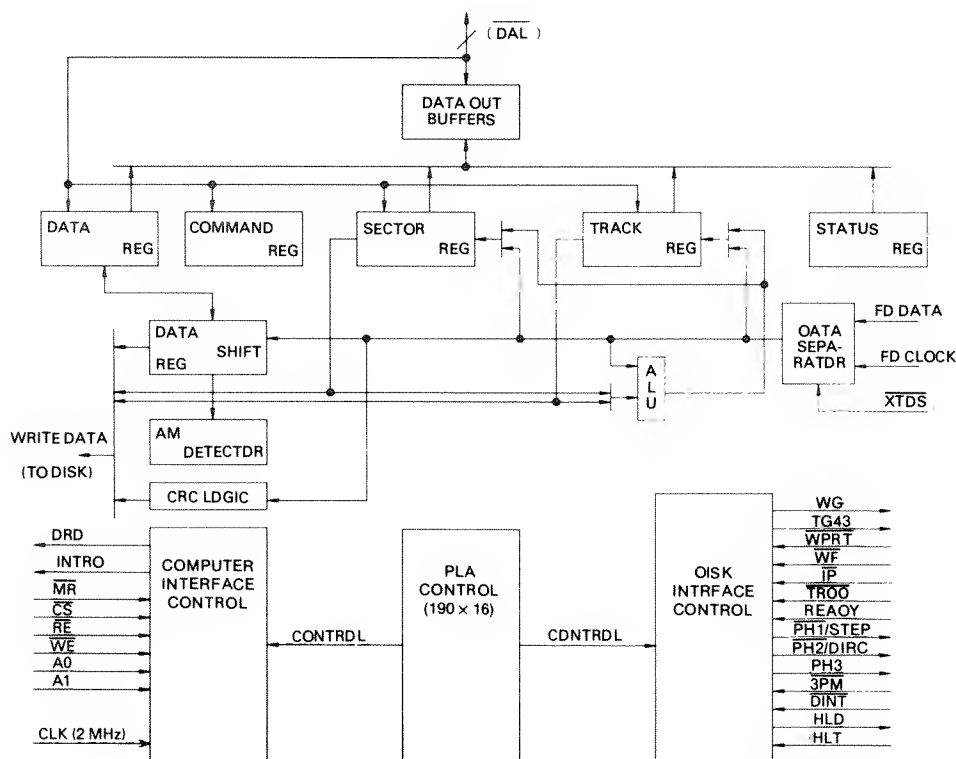 (DAL)
DATA OUT
BUFFERS
DATA
REG
COMMAND
REG
SECTOR
REG
TRACK
REG
STATUS
REG
DATA
REG
SHIFT
OATA
SEPA-
RATDR
FD DATA
FD CLOCK
XTDS
A
L
U
AM
DETECTDR
WRITE DATA
(TO DISK)
CRC LDGIC
DRD
INTRO
MR
CS
RE
WE
A0
A1
CLK (2 MHz)
COMPUTER
INTERFACE
CONTROL
CONTRDL
PLA
CONTROL
(190 × 16)
CDNTRDL
OISK
INTRFACE
CONTROL
WG
TG43
WPRT
WF
IP
TROO
REAOY
PH1/STEP
PH2/DIRC
PH3
3PM
DINT
HLD
HLT